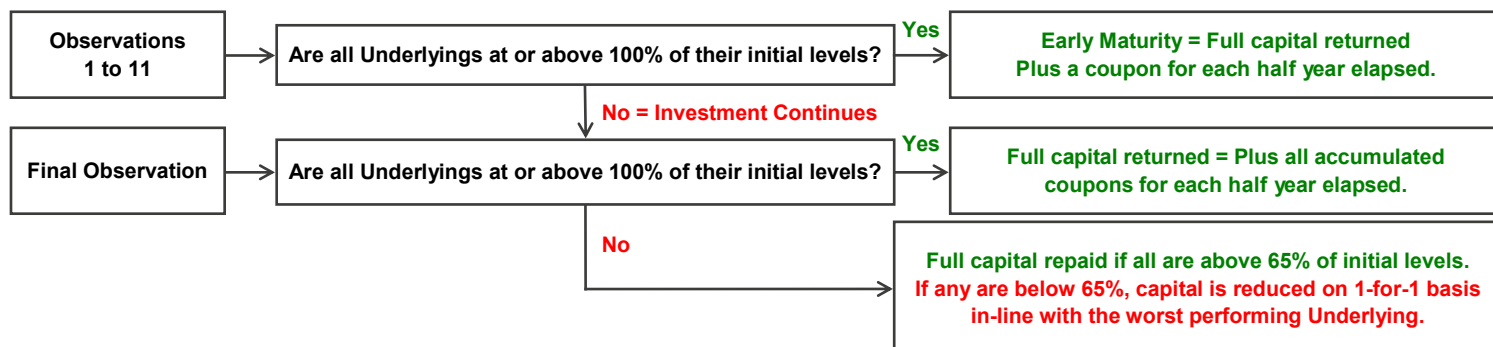 Observations
1 to 11
Are all Underlyings at or above 100% of their initial levels?
Yes
Early Maturity = Full capital returned
Plus a coupon for each half year elapsed.
No = Investment Continues
Final Observation
Are all Underlyings at or above 100% of their initial levels?
Yes
Full capital returned = Plus all accumulated
coupons for each half year elapsed.
No
Full capital repaid if all are above 65% of initial levels.
If any are below 65%, capital is reduced on 1-for-1 basis
in-line with the worst performing Underlying.